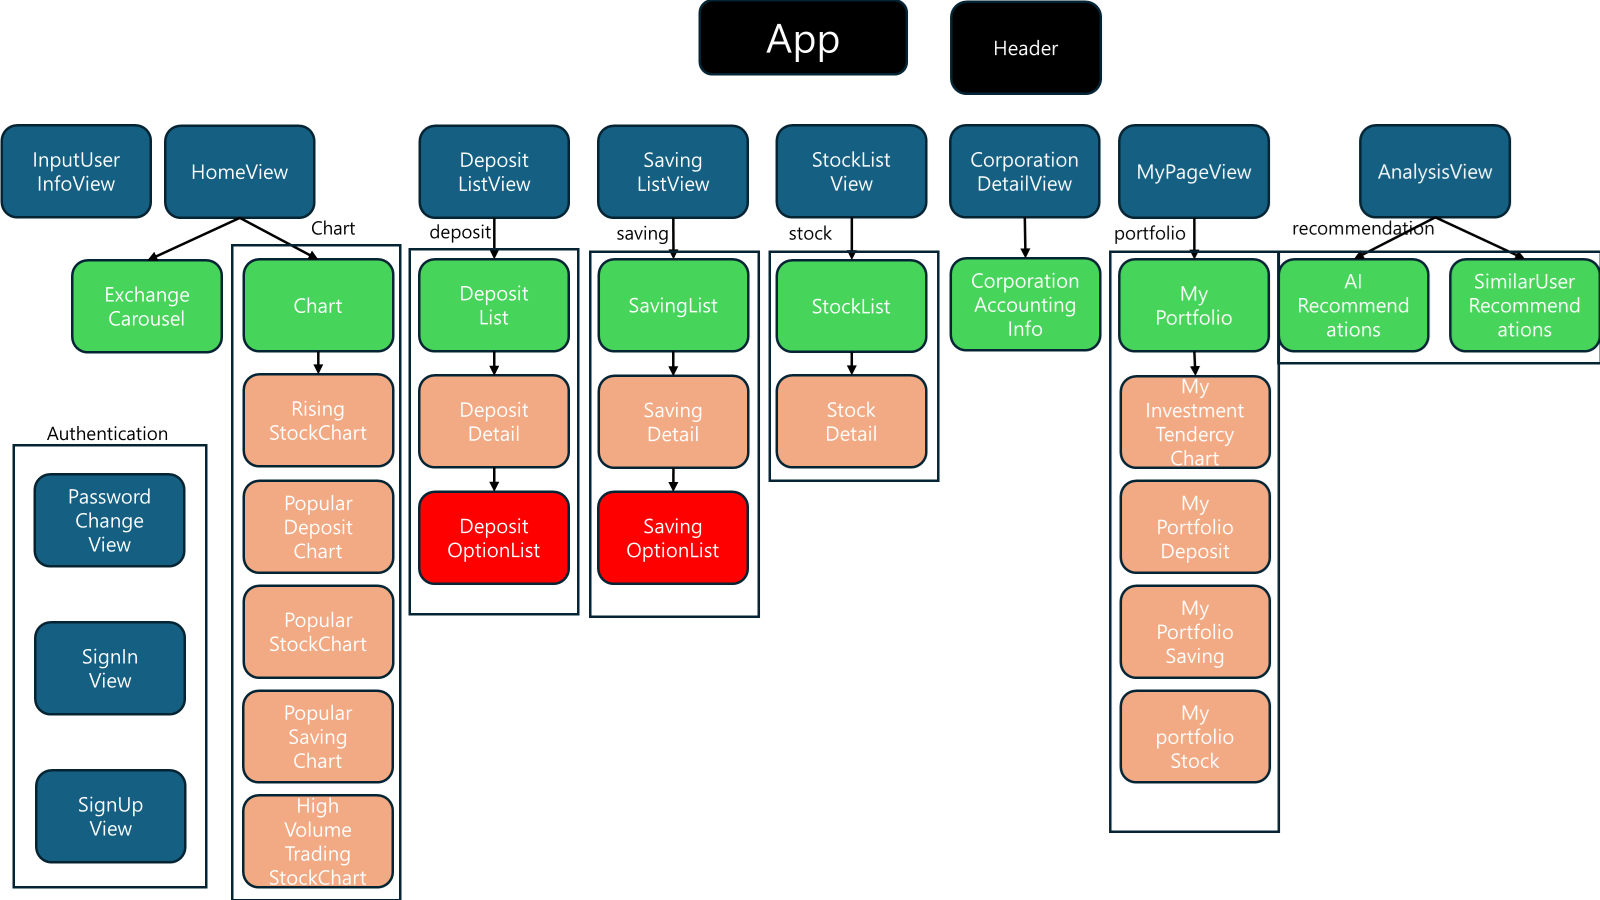 App
Header
InputUser
InfoView
HomeView
Deposit
ListView
Saving
ListView
StockList
View
Corporation
DetailView
MyPageView
AnalysisView
Chart
deposit
saving
stock
portfolio
recommendation
Exchange
Carousel
Chart
Deposit
List
SavingList
StockList
Corporation
Accounting
Info
My
Portfolio
AI
Recommend
ations
SimilarUser
Recommend
ations
Rising
StockChart
Deposit
Detail
Saving
Detail
Stock
Detail
My
Investment
Tendercy
Chart
Authentication
Password
Change
View
Popular
Deposit
Chart
Deposit
OptionList
Saving
OptionList
My
Portfolio
Deposit
SignIn
View
Popular
StockChart
My
Portfolio
Saving
Popular
Saving
Chart
My
portfolio
Stock
SignUp
View
High
Volume
Trading
StockChart